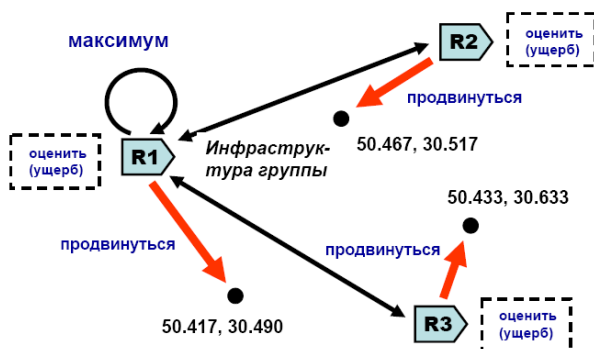 максимум
R2
оценить
(ущерб)
продвинуться
50.467, 30.517
оценить
(ущерб)
R1
Инфраструк-
тура группы
50.433, 30.633
продвинуться
продвинуться
50.417, 30.490
R3
оценить
(ущерб)